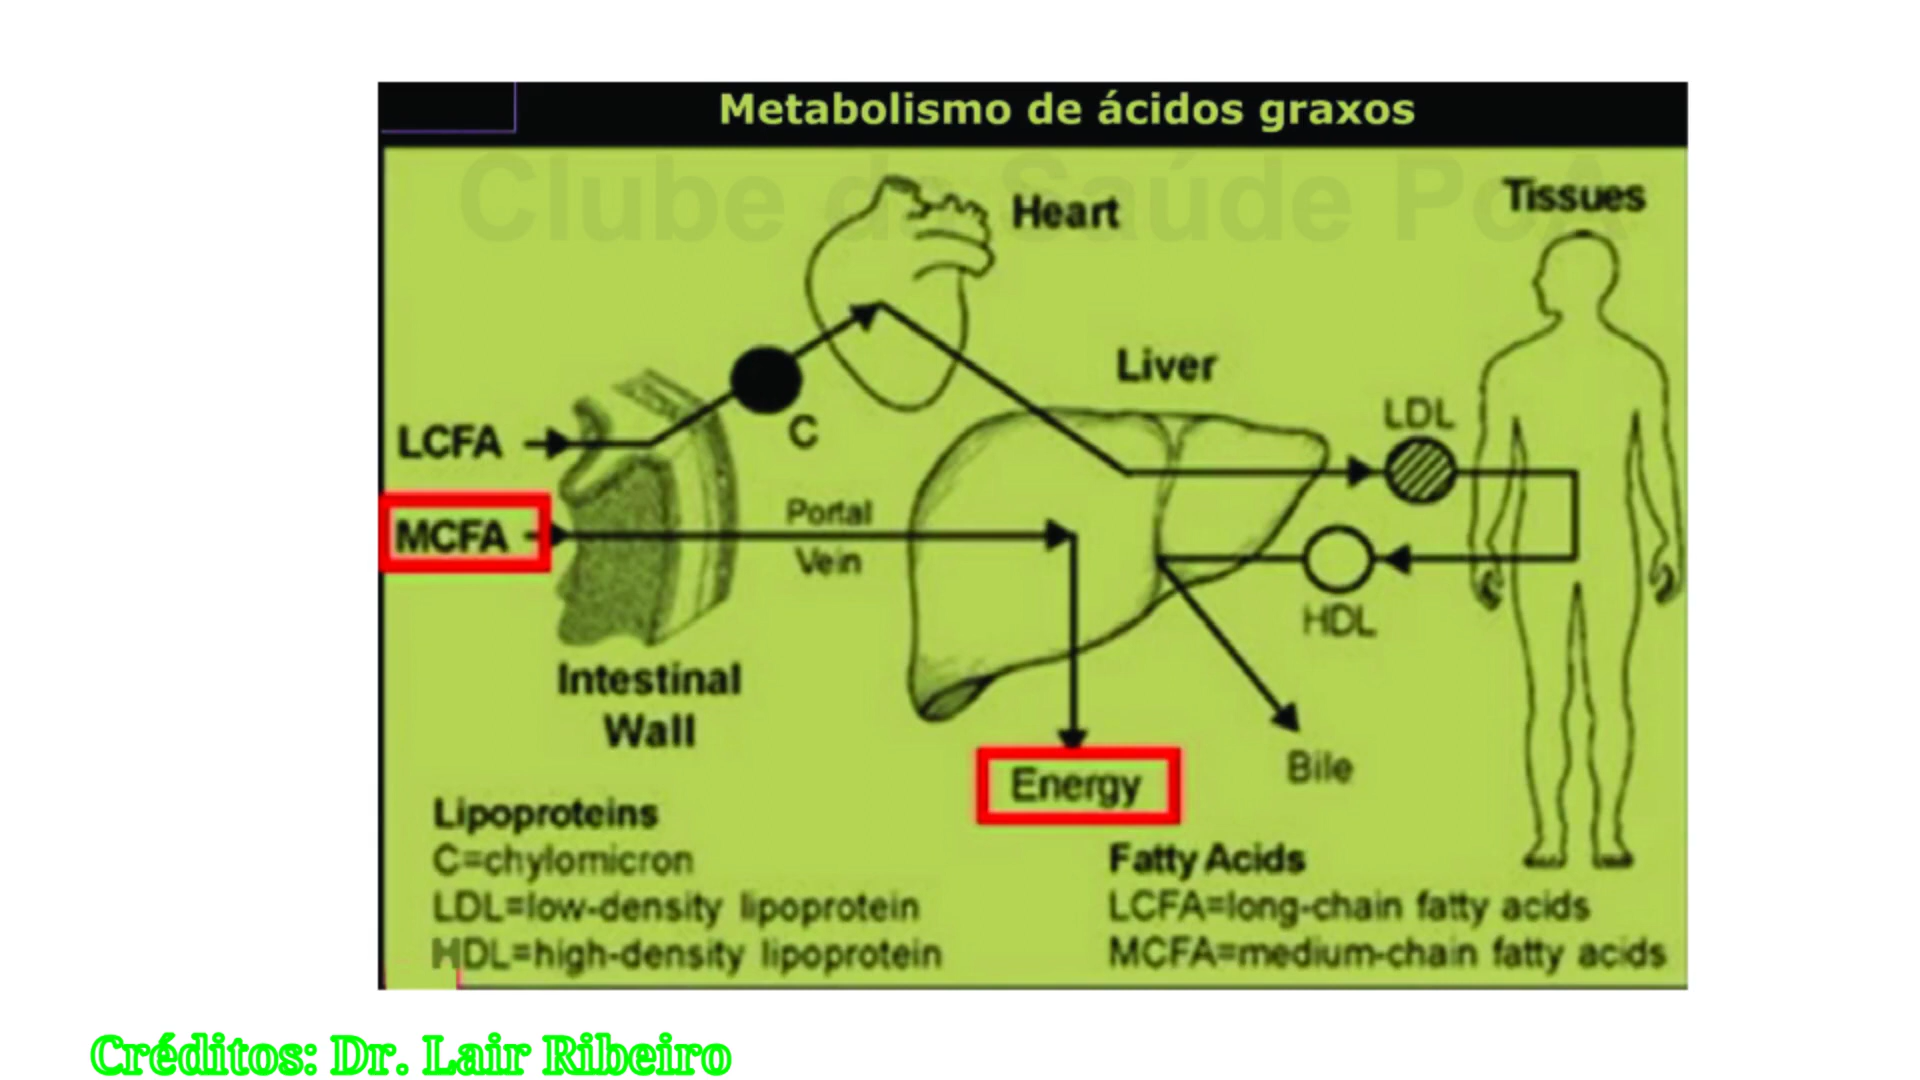 Metabolismo de ácidos graxos
Clube da Saúde PoA
Heart
Tissues
Liver
LDL
C
LCFA
Portal
MCFA
Vein
HDL
Intestinal
Wall
Energy
Bile
Lipoproteins
C=chylomicron
LDL=low-density lipoprotein
HDL=high-density lipoprotein
Fatty Acids
LCFA=long-chain fatty acids
MCFA=medium-chain fatty acids
Créditos: Dr. Lair Ribeiro